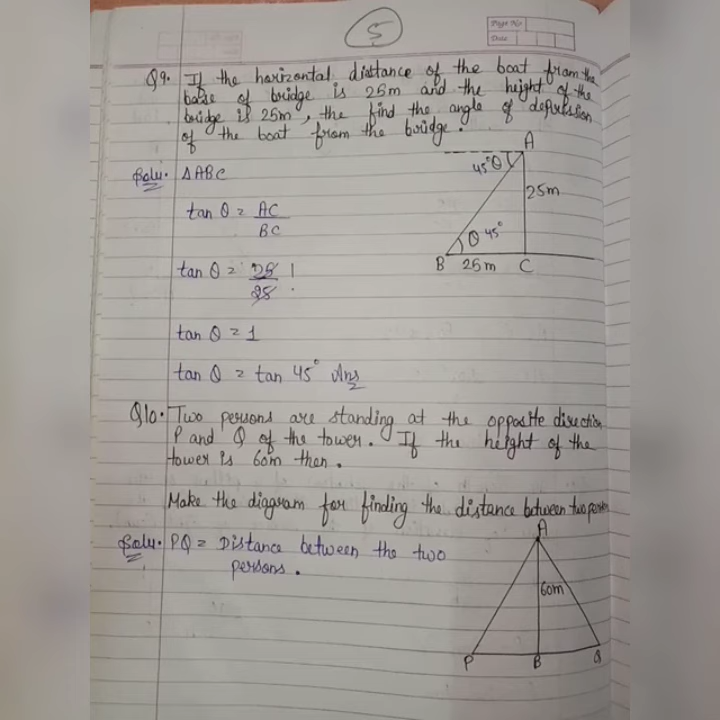 5
Page No
Date
Q9. If the horizontal distance of the boat from the
base of bridge is 25m and the height of the
bridge is 25m, the find the angle of depression
of the boat from the bridge.
Solu. ΔABC
A
45° θ
25m
θ 45°
B 25m C
tan θ = AC
BC
tan θ = 25 1
25
tan θ = 1
tan θ = tan 45° Ans
Q10. Two persons are standing at the opposite direction
P and Q of the tower. If the height of the
tower is 60m then.
Make the diagram for finding the distance between two person
Solu. PQ = Distance between the two
persons.
A
60m
P B Q